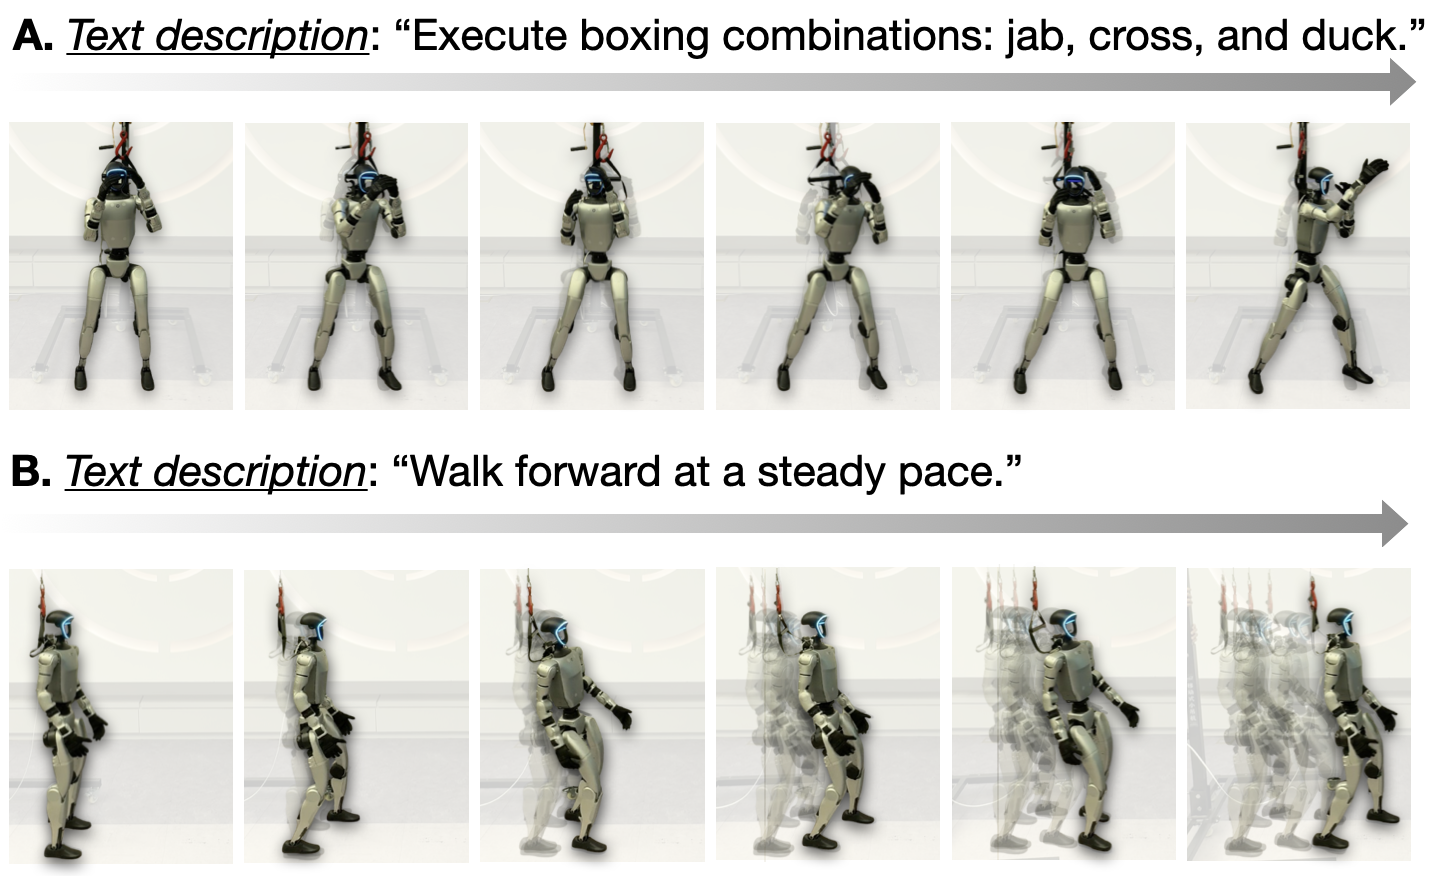 A. Text description: “Execute boxing combinations: jab, cross, and duck.”
B. Text description: “Walk forward at a steady pace.”